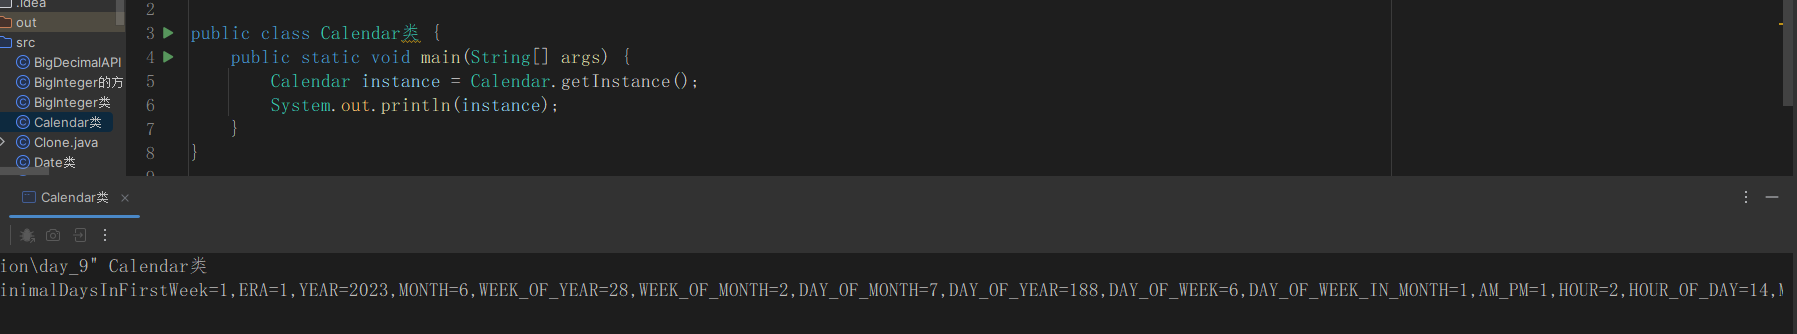 .idea
out
src
BigDecimalAPI
BigInteger的方
BigInteger类
Calendar类
Clone.java
Date类
2
3 public class Calendar类 {
4 public static void main(String[] args) {
5 Calendar instance = Calendar.getInstance();
6 System.out.println(instance);
7 }
8 }
Calendar类
ion\day_9" Calendar类
inimalDaysInFirstWeek=1,ERA=1,YEAR=2023,MONTH=6,WEEK_OF_YEAR=28,WEEK_OF_MONTH=2,DAY_OF_MONTH=7,DAY_OF_YEAR=188,DAY_OF_WEEK=6,DAY_OF_WEEK_IN_MONTH=1,AM_PM=1,HOUR=2,HOUR_OF_DAY=14,M